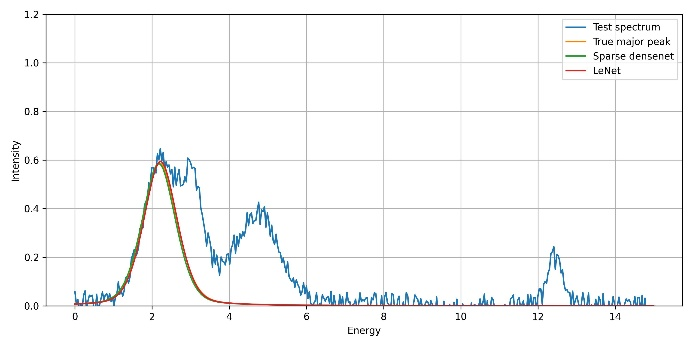 1.2
1.0
0.8
0.6
0.4
0.2
0.0
Intensity
0 2 4 6 8 10 12 14
Energy
Test spectrum
True major peak
Sparse densenet
LeNet